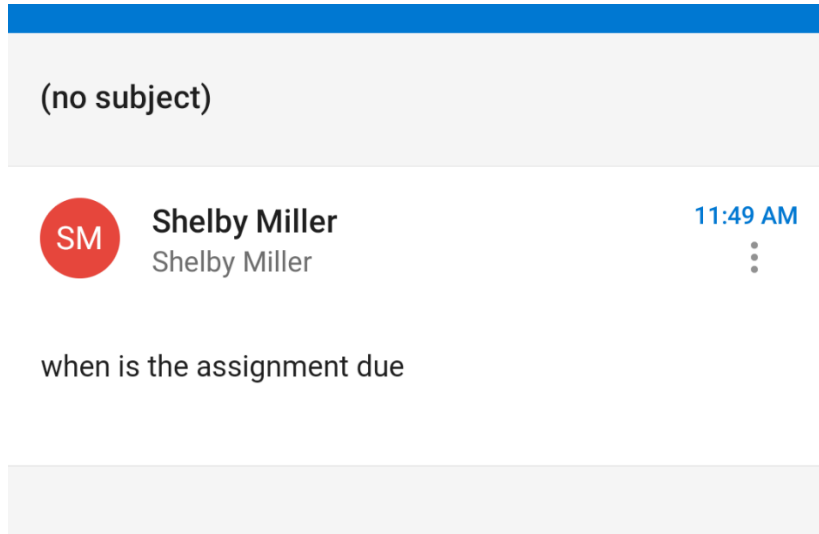 (no subject)
SM
Shelby Miller
11:49 AM
Shelby Miller
when is the assignment due